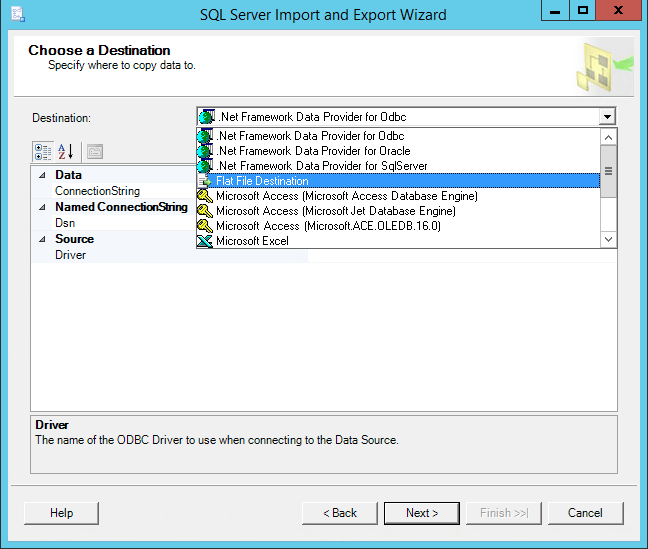 SQL Server Import and Export Wizard
Choose a Destination
Specify where to copy data to.
Destination:
.Net Framework Data Provider for Odbc
.Net Framework Data Provider for Odbc
.Net Framework Data Provider for Oracle
.Net Framework Data Provider for SqlServer
Flat File Destination
Microsoft Access (Microsoft Access Database Engine)
Microsoft Access (Microsoft Jet Database Engine)
Microsoft Access (Microsoft.ACE.OLEDB.16.0)
Microsoft Excel
Data
ConnectionString
Named ConnectionString
Dsn
Source
Driver
Driver
The name of the ODBC Driver to use when connecting to the Data Source.
Help
< Back
Next >
Finish >>|
Cancel